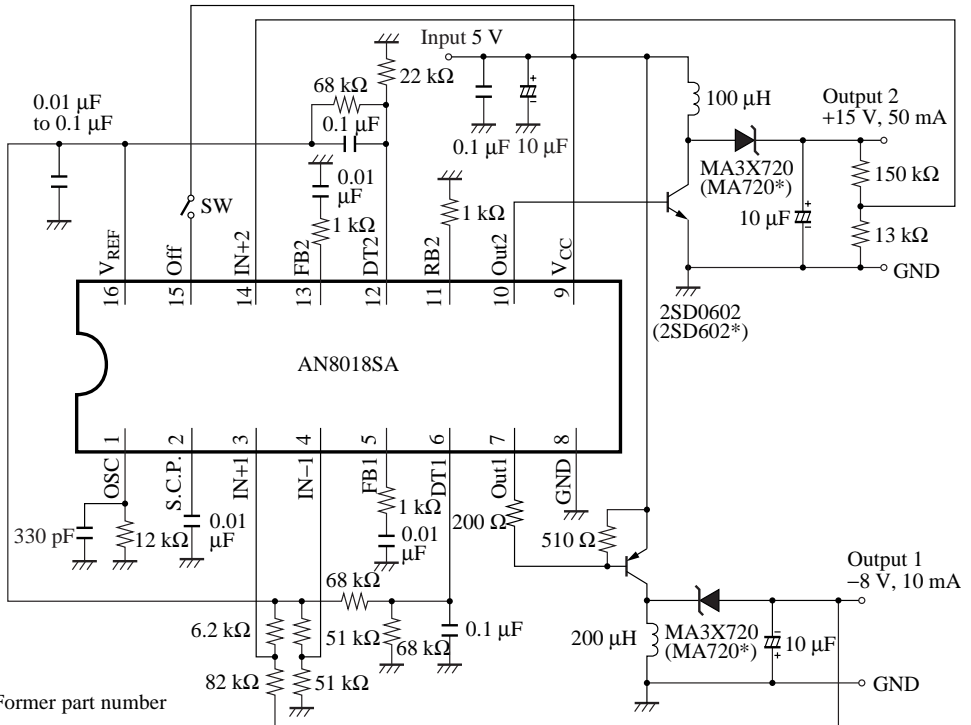 Input 5 V
22 kΩ
68 kΩ
0.1 µF
0.01 µF
to 0.1 µF
0.1 µF
10 µF
100 µH
Output 2
+15 V, 50 mA
MA3X720
(MA720*)
150 kΩ
10 µF
13 kΩ
GND
SW
0.01
µF
1 kΩ
1 kΩ
2SD0602
(2SD602*)
VREF
Off
IN+2
FB2
DT2
RB2
Out2
VCC
16
15
14
13
12
11
10
9
AN8018SA
1
2
3
4
5
6
7
8
OSC
S.C.P.
IN+1
IN−1
FB1
DT1
Out1
GND
330 pF
12 kΩ
0.01
µF
1 kΩ
0.01
µF
200 Ω
510 Ω
Output 1
−8 V, 10 mA
68 kΩ
6.2 kΩ
51 kΩ
68 kΩ
0.1 µF
200 µH
MA3X720
(MA720*)
10 µF
82 kΩ
51 kΩ
GND
Former part number